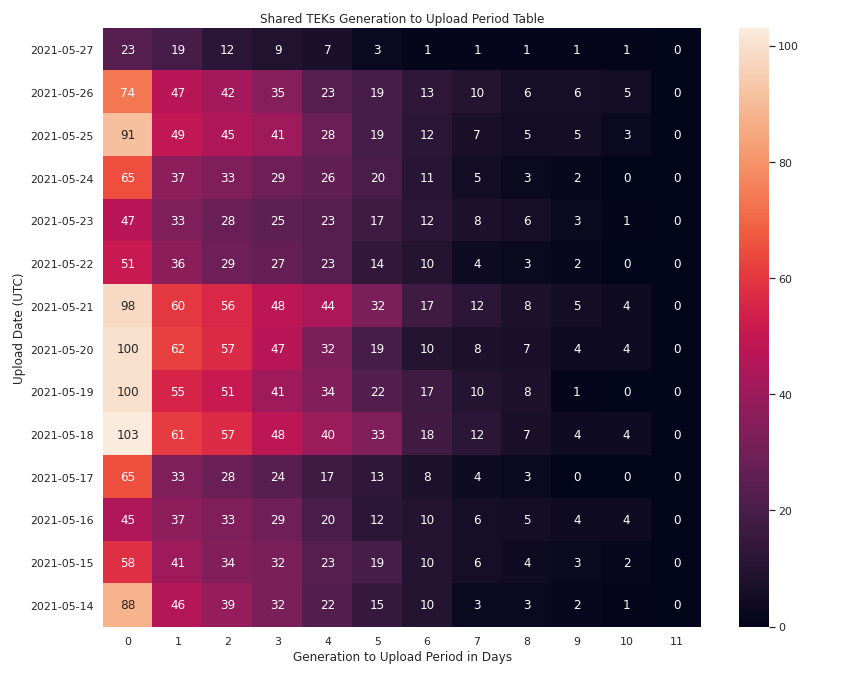 Shared TEKs Generation to Upload Period Table
Upload Date (UTC)
2021-05-27 23 19 12 9 7 3 1 1 1 1 1 0
2021-05-26 74 47 42 35 23 19 13 10 6 6 5 0
2021-05-25 91 49 45 41 28 19 12 7 5 5 3 0
2021-05-24 65 37 33 29 26 20 11 5 3 2 0 0
2021-05-23 47 33 28 25 23 17 12 8 6 3 1 0
2021-05-22 51 36 29 27 23 14 10 4 3 2 0 0
2021-05-21 98 60 56 48 44 32 17 12 8 5 4 0
2021-05-20 100 62 57 47 32 19 10 8 7 4 4 0
2021-05-19 100 55 51 41 34 22 17 10 8 1 0 0
2021-05-18 103 61 57 48 40 33 18 12 7 4 4 0
2021-05-17 65 33 28 24 17 13 8 4 3 0 0 0
2021-05-16 45 37 33 29 20 12 10 6 5 4 4 0
2021-05-15 58 41 34 32 23 19 10 6 4 3 2 0
2021-05-14 88 46 39 32 22 15 10 3 3 2 1 0
0 1 2 3 4 5 6 7 8 9 10 11
Generation to Upload Period in Days
100
80
60
40
20
0